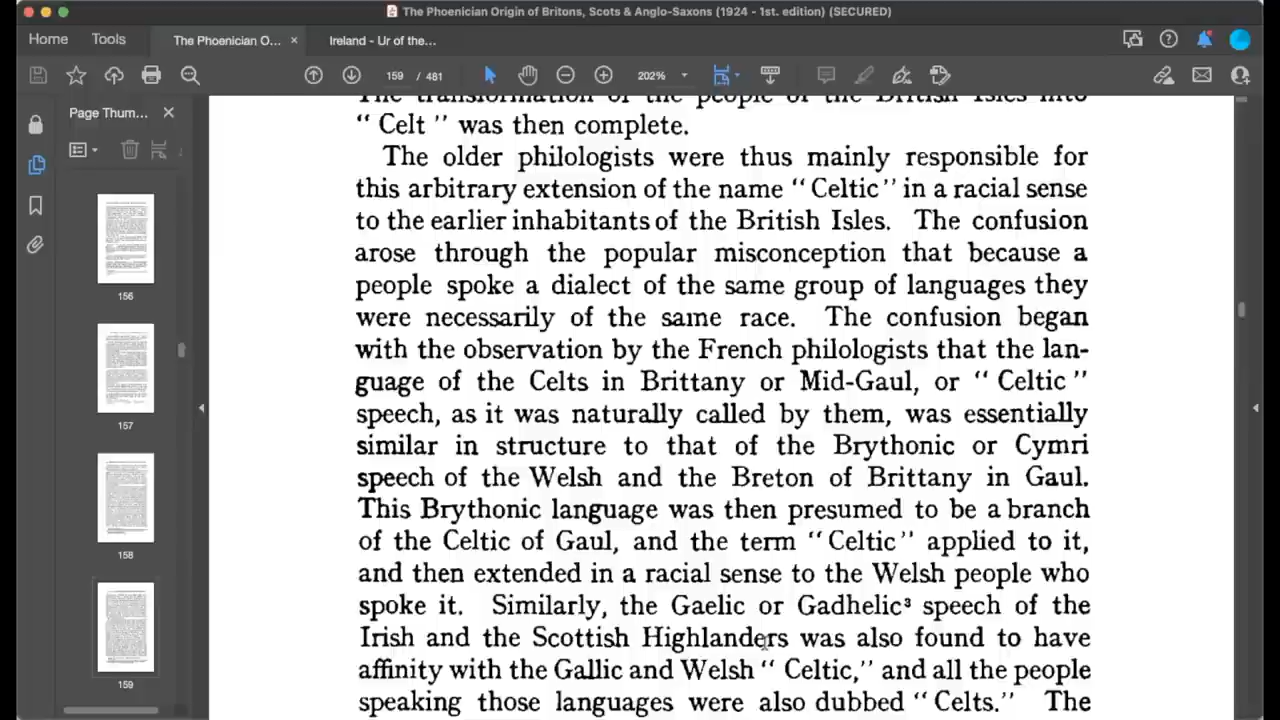 The Phoenician Origin of Britons, Scots & Anglo-Saxons (1924 - 1st. edition) (SECURED)
Home Tools The Phoenician O... × Ireland - Ur of the...
159 / 481 202%
Page Thum... ×
156
157
158
159
The transformation of the people of the British Isles into
“ Celt ” was then complete.
The older philologists were thus mainly responsible for
this arbitrary extension of the name “ Celtic ” in a racial sense
to the earlier inhabitants of the British Isles. The confusion
arose through the popular misconception that because a
people spoke a dialect of the same group of languages they
were necessarily of the same race. The confusion began
with the observation by the French philologists that the lan-
guage of the Celts in Brittany or Mid-Gaul, or “ Celtic ”
speech, as it was naturally called by them, was essentially
similar in structure to that of the Brythonic or Cymri
speech of the Welsh and the Breton of Brittany in Gaul.
This Brythonic language was then presumed to be a branch
of the Celtic of Gaul, and the term “ Celtic ” applied to it,
and then extended in a racial sense to the Welsh people who
spoke it. Similarly, the Gaelic or Gadhelic³ speech of the
Irish and the Scottish Highlanders was also found to have
affinity with the Gallic and Welsh “ Celtic,” and all the people
speaking those languages were also dubbed “ Celts.” The